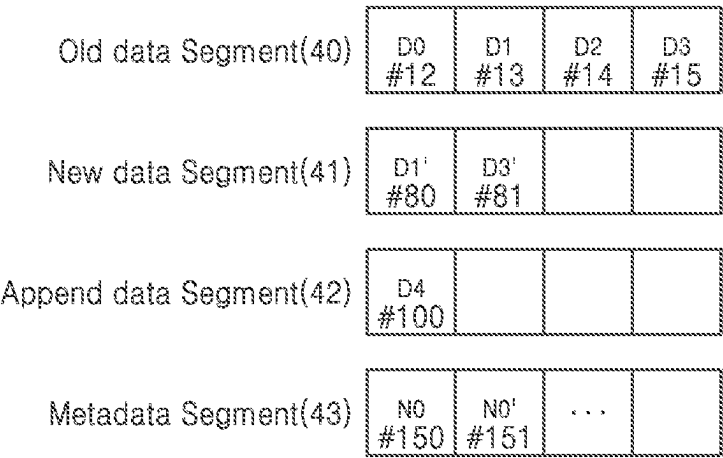 Old data Segment(40) D0 D1 D2 D3
#12 #13 #14 #15
New data Segment(41) D1' D3'
#80 #81
Append data Segment(42) D4
#100
Metadata Segment(43) N0 N0' ...
#150 #151